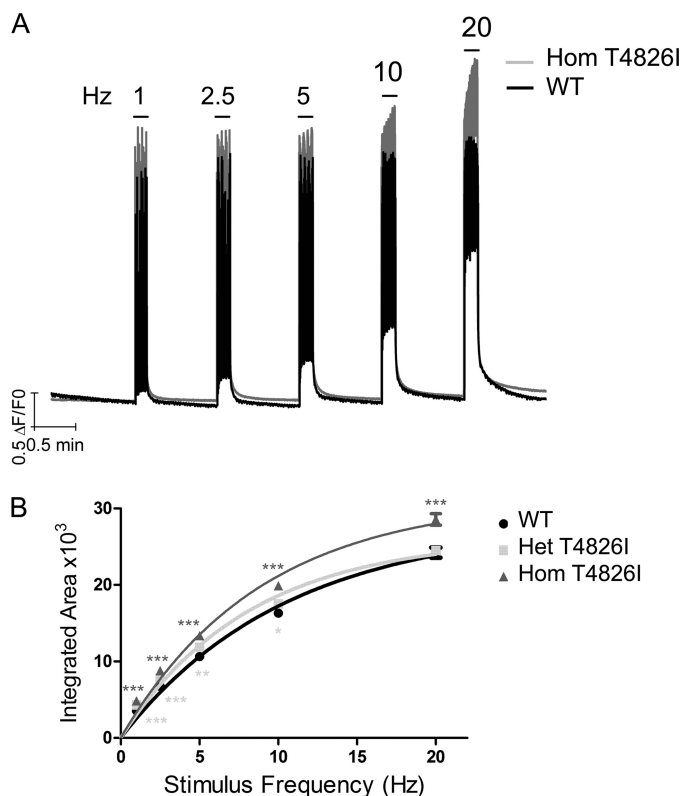 A
Hz 1 2.5 5 10 20
Hom T4826I
WT
0.5 ΔF/F0
0.5 min
B
Integrated Area x10³
30
20
10
0
0 5 10 15 20
Stimulus Frequency (Hz)
***
***
***
***
***
***
***
**
*
WT
Het T4826I
Hom T4826I